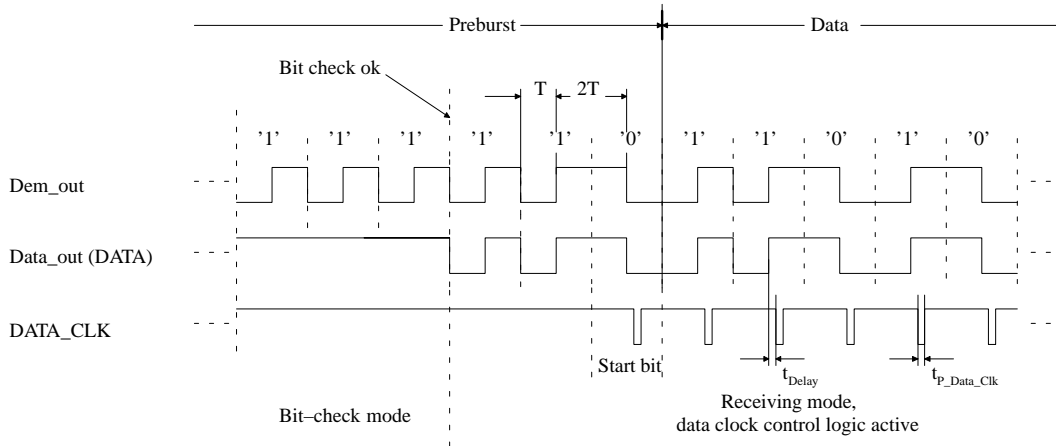 Preburst Data
Bit check ok
T 2T
’1’ ’1’ ’1’ ’1’ ’1’ ’0’ ’1’ ’1’ ’0’ ’1’ ’0’
Dem_out
Data_out (DATA)
DATA_CLK
Start bit
tDelay tP_Data_Clk
Bit–check mode
Receiving mode,
data clock control logic active